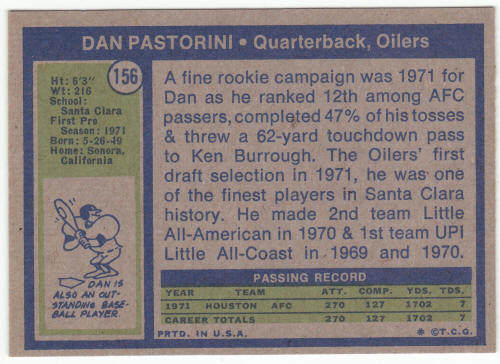 DAN PASTORINI • Quarterback, Oilers
156
Ht: 6'3"
Wt: 216
School:
Santa Clara
First Pro
Season: 1971
Born: 5-26-49
Home: Sonora,
California
A fine rookie campaign was 1971 for
Dan as he ranked 12th among AFC
passers, completed 47% of his tosses
& threw a 62-yard touchdown pass
to Ken Burrough. The Oilers' first
draft selection in 1971, he was one
of the finest players in Santa Clara
history. He made 2nd team Little
All-American in 1970 & 1st team UPI
Little All-Coast in 1969 and 1970.
DAN IS
ALSO AN OUT-
STANDING BASE-
BALL PLAYER.
PASSING RECORD
YEAR TEAM ATT. COMP. YDS. TDS.
1971 HOUSTON AFC 270 127 1702 7
CAREER TOTALS 270 127 1702 7
PRTD. IN U.S.A. * © T.C.G.